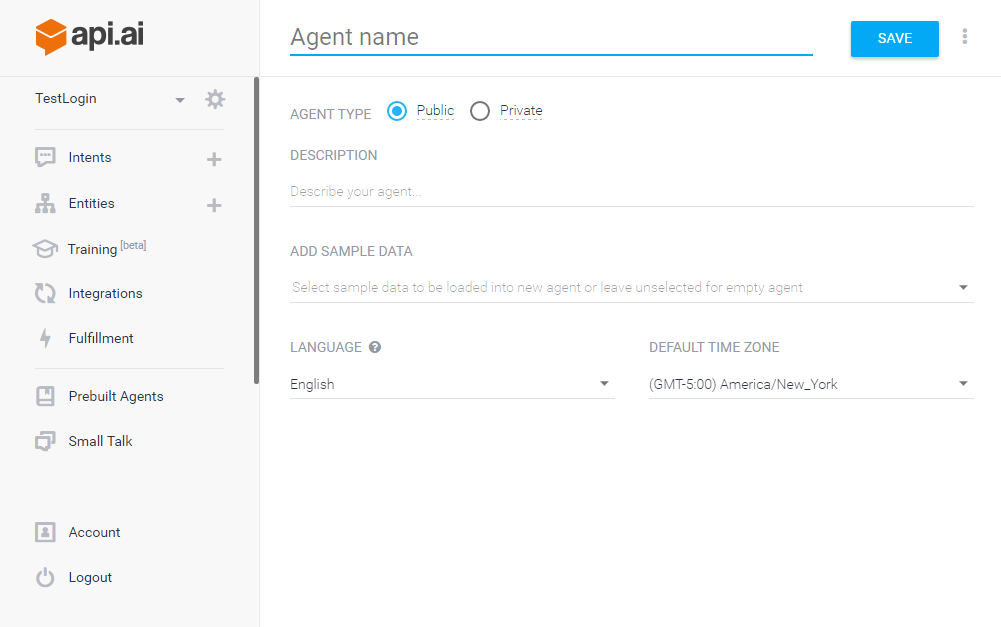 api.ai
Agent name
SAVE
TestLogin
AGENT TYPE Public Private
Intents
DESCRIPTION
Describe your agent...
Entities
Training [beta]
ADD SAMPLE DATA
Integrations
Select sample data to be loaded into new agent or leave unselected for empty agent
Fulfillment
LANGUAGE ?
DEFAULT TIME ZONE
English
(GMT-5:00) America/New_York
Prebuilt Agents
Small Talk
Account
Logout